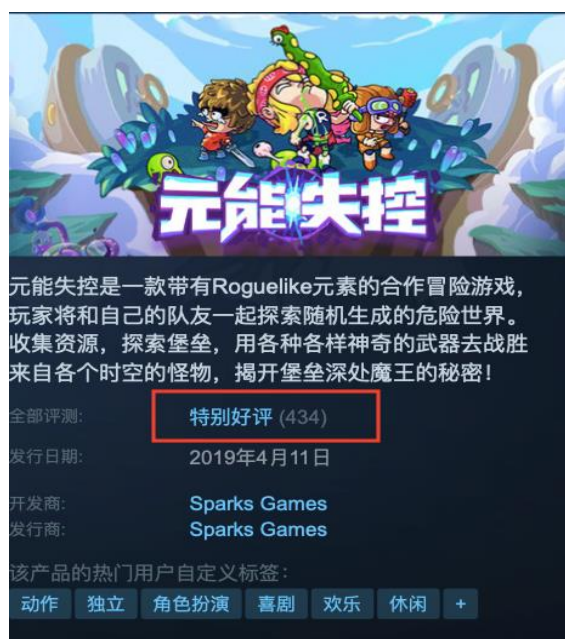 元能失控
元能失控是一款带有Roguelike元素的合作冒险游戏，
玩家将和自己的队友一起探索随机生成的危险世界。
收集资源，探索堡垒，用各种各样神奇的武器去战胜
来自各个时空的怪物，揭开堡垒深处魔王的秘密！
全部评测: 特别好评 (434)
发行日期: 2019年4月11日
开发商: Sparks Games
发行商: Sparks Games
该产品的热门用户自定义标签：
动作 独立 角色扮演 喜剧 欢乐 休闲 +